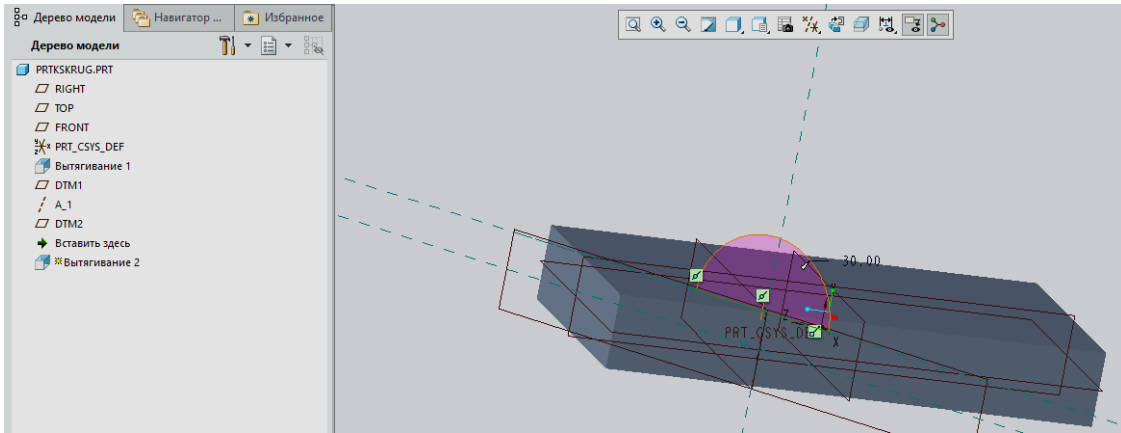 Дерево модели
Навигатор ...
Избранное
Дерево модели
PRTKSKRUG.PRT
RIGHT
TOP
FRONT
PRT_CSYS_DEF
Вытягивание 1
DTM1
A_1
DTM2
Вставить здесь
Вытягивание 2
30.00
Z
PRT_CSYS_DEF
X